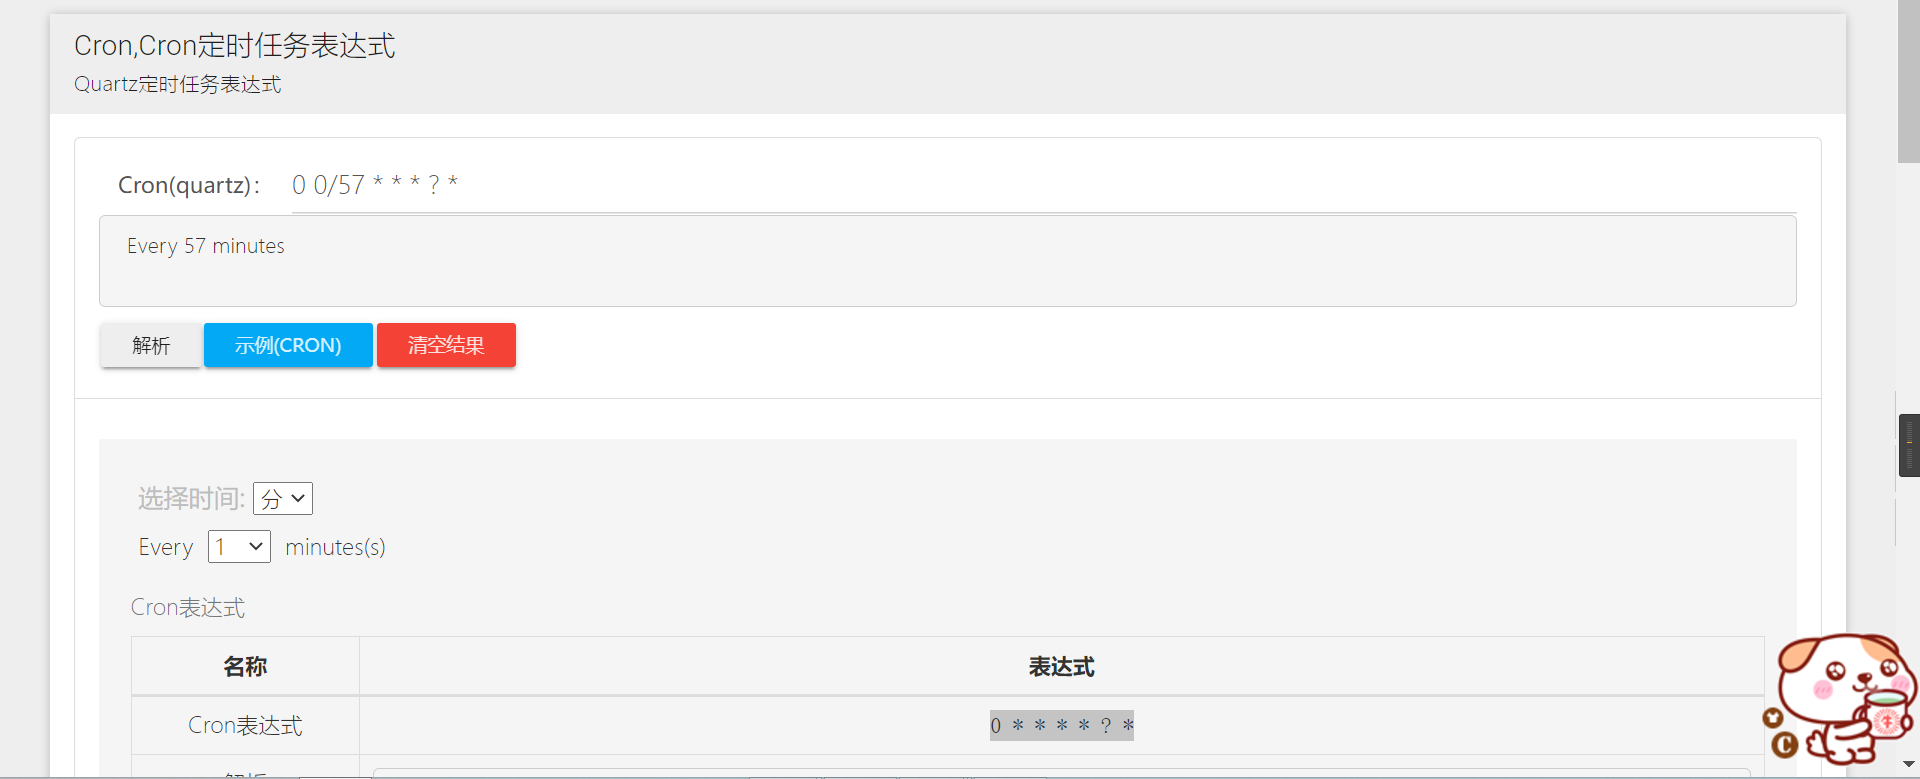 Cron,Cron定时任务表达式
Quartz定时任务表达式
Cron(quartz): 0 0/57 * * * ? *
Every 57 minutes
解析 示例(CRON) 清空结果
选择时间: 分
Every 1 minutes(s)
Cron表达式
名称 表达式
Cron表达式 0 * * * * ? *
C 牛